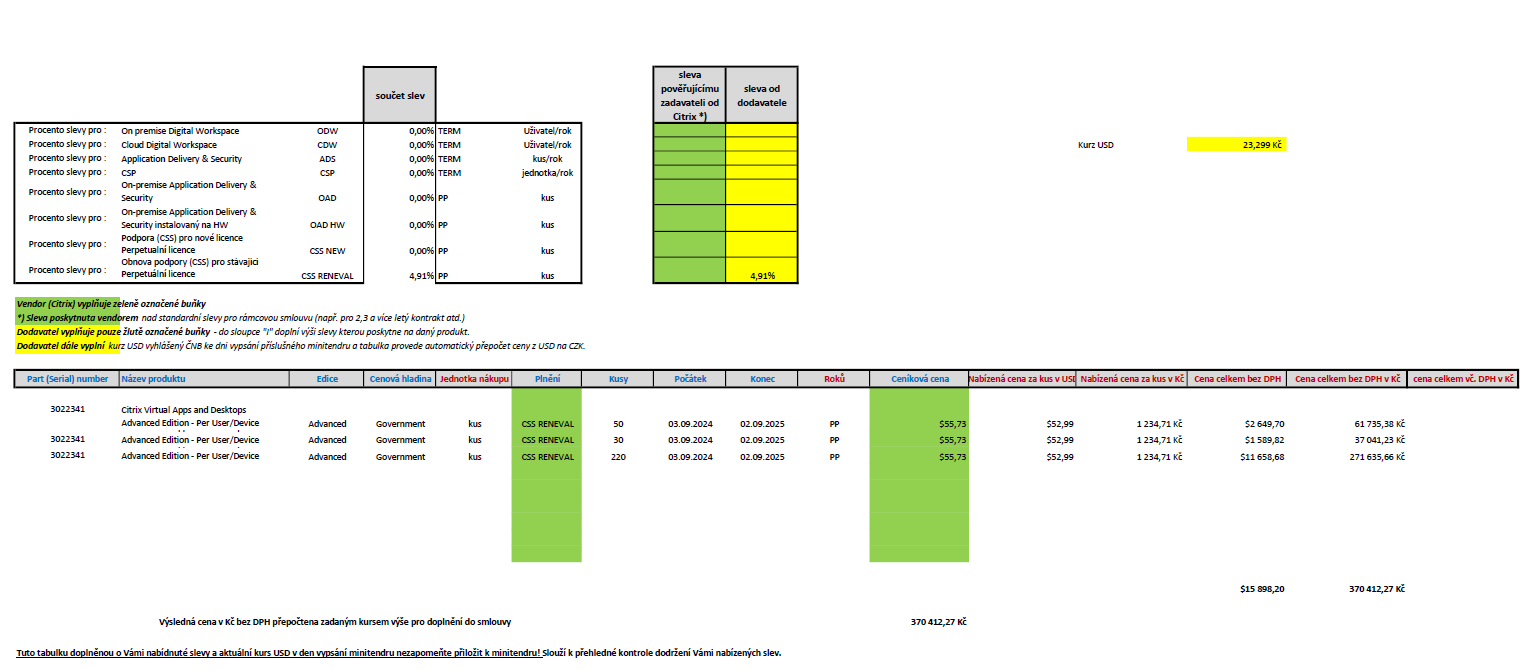 součet slev
sleva
pověřujícímu
zadavateli od
Citrix *)
sleva od
dodavatele
Procento slevy pro : On premise Digital Workspace ODW 0,00% TERM Uživatel/rok
Procento slevy pro : Cloud Digital Workspace CDW 0,00% TERM Uživatel/rok
Kurz USD 23,299 Kč
Procento slevy pro : Application Delivery & Security ADS 0,00% TERM kus/rok
Procento slevy pro : CSP CSP 0,00% TERM jednotka/rok
Procento slevy pro : On-premise Application Delivery &
Security OAD 0,00% PP kus
Procento slevy pro : On-premise Application Delivery &
Security instalovaný na HW OAD HW 0,00% PP kus
Procento slevy pro : Podpora (CSS) pro nové licence
Perpetualní licence CSS NEW 0,00% PP kus
Procento slevy pro : Obnova podpory (CSS) pro stávající
Perpetuální licence CSS RENEVAL 4,91% PP kus 4,91%
Vendor (Citrix) vyplňuje zeleně označené buňky
*) Sleva poskytnuta vendorem nad standardní slevy pro rámcovou smlouvu (např. pro 2,3 a více letý kontrakt atd.)
Dodavatel vyplňuje pouze žlutě označené buňky - do sloupce "I" doplní výši slevy kterou poskytne na daný produkt.
Dodavatel dále vyplní kurz USD vyhlášený ČNB ke dni vypsání příslušného minitendru a tabulka provede automatický přepočet ceny z USD na CZK.
Part (Serial) number Název produktu Edice Cenová hladina Jednotka nákupu Plnění Kusy Počátek Konec Roků Ceníková cena Nabízená cena za kus v USD Nabízená cena za kus v Kč Cena celkem bez DPH Cena celkem bez DPH v Kč cena celkem vč. DPH v Kč
3022341 Citrix Virtual Apps and Desktops
Advanced Edition - Per User/Device Advanced Government kus CSS RENEVAL 50 03.09.2024 02.09.2025 PP $55,73 $52,99 1 234,71 Kč $2 649,70 61 735,38 Kč
3022341 Advanced Edition - Per User/Device Advanced Government kus CSS RENEVAL 30 03.09.2024 02.09.2025 PP $55,73 $52,99 1 234,71 Kč $1 589,82 37 041,23 Kč
3022341 Advanced Edition - Per User/Device Advanced Government kus CSS RENEVAL 220 03.09.2024 02.09.2025 PP $55,73 $52,99 1 234,71 Kč $11 658,68 271 635,66 Kč
$15 898,20 370 412,27 Kč
Výsledná cena v Kč bez DPH přepočtena zadaným kursem výše pro doplnění do smlouvy 370 412,27 Kč
Tuto tabulku doplněnou o Vámi nabídnuté slevy a aktuální kurs USD v den vypsání minitendru nezapomeňte přiložit k minitendru! Slouží k přehledné kontrole dodržení Vámi nabízených slev.